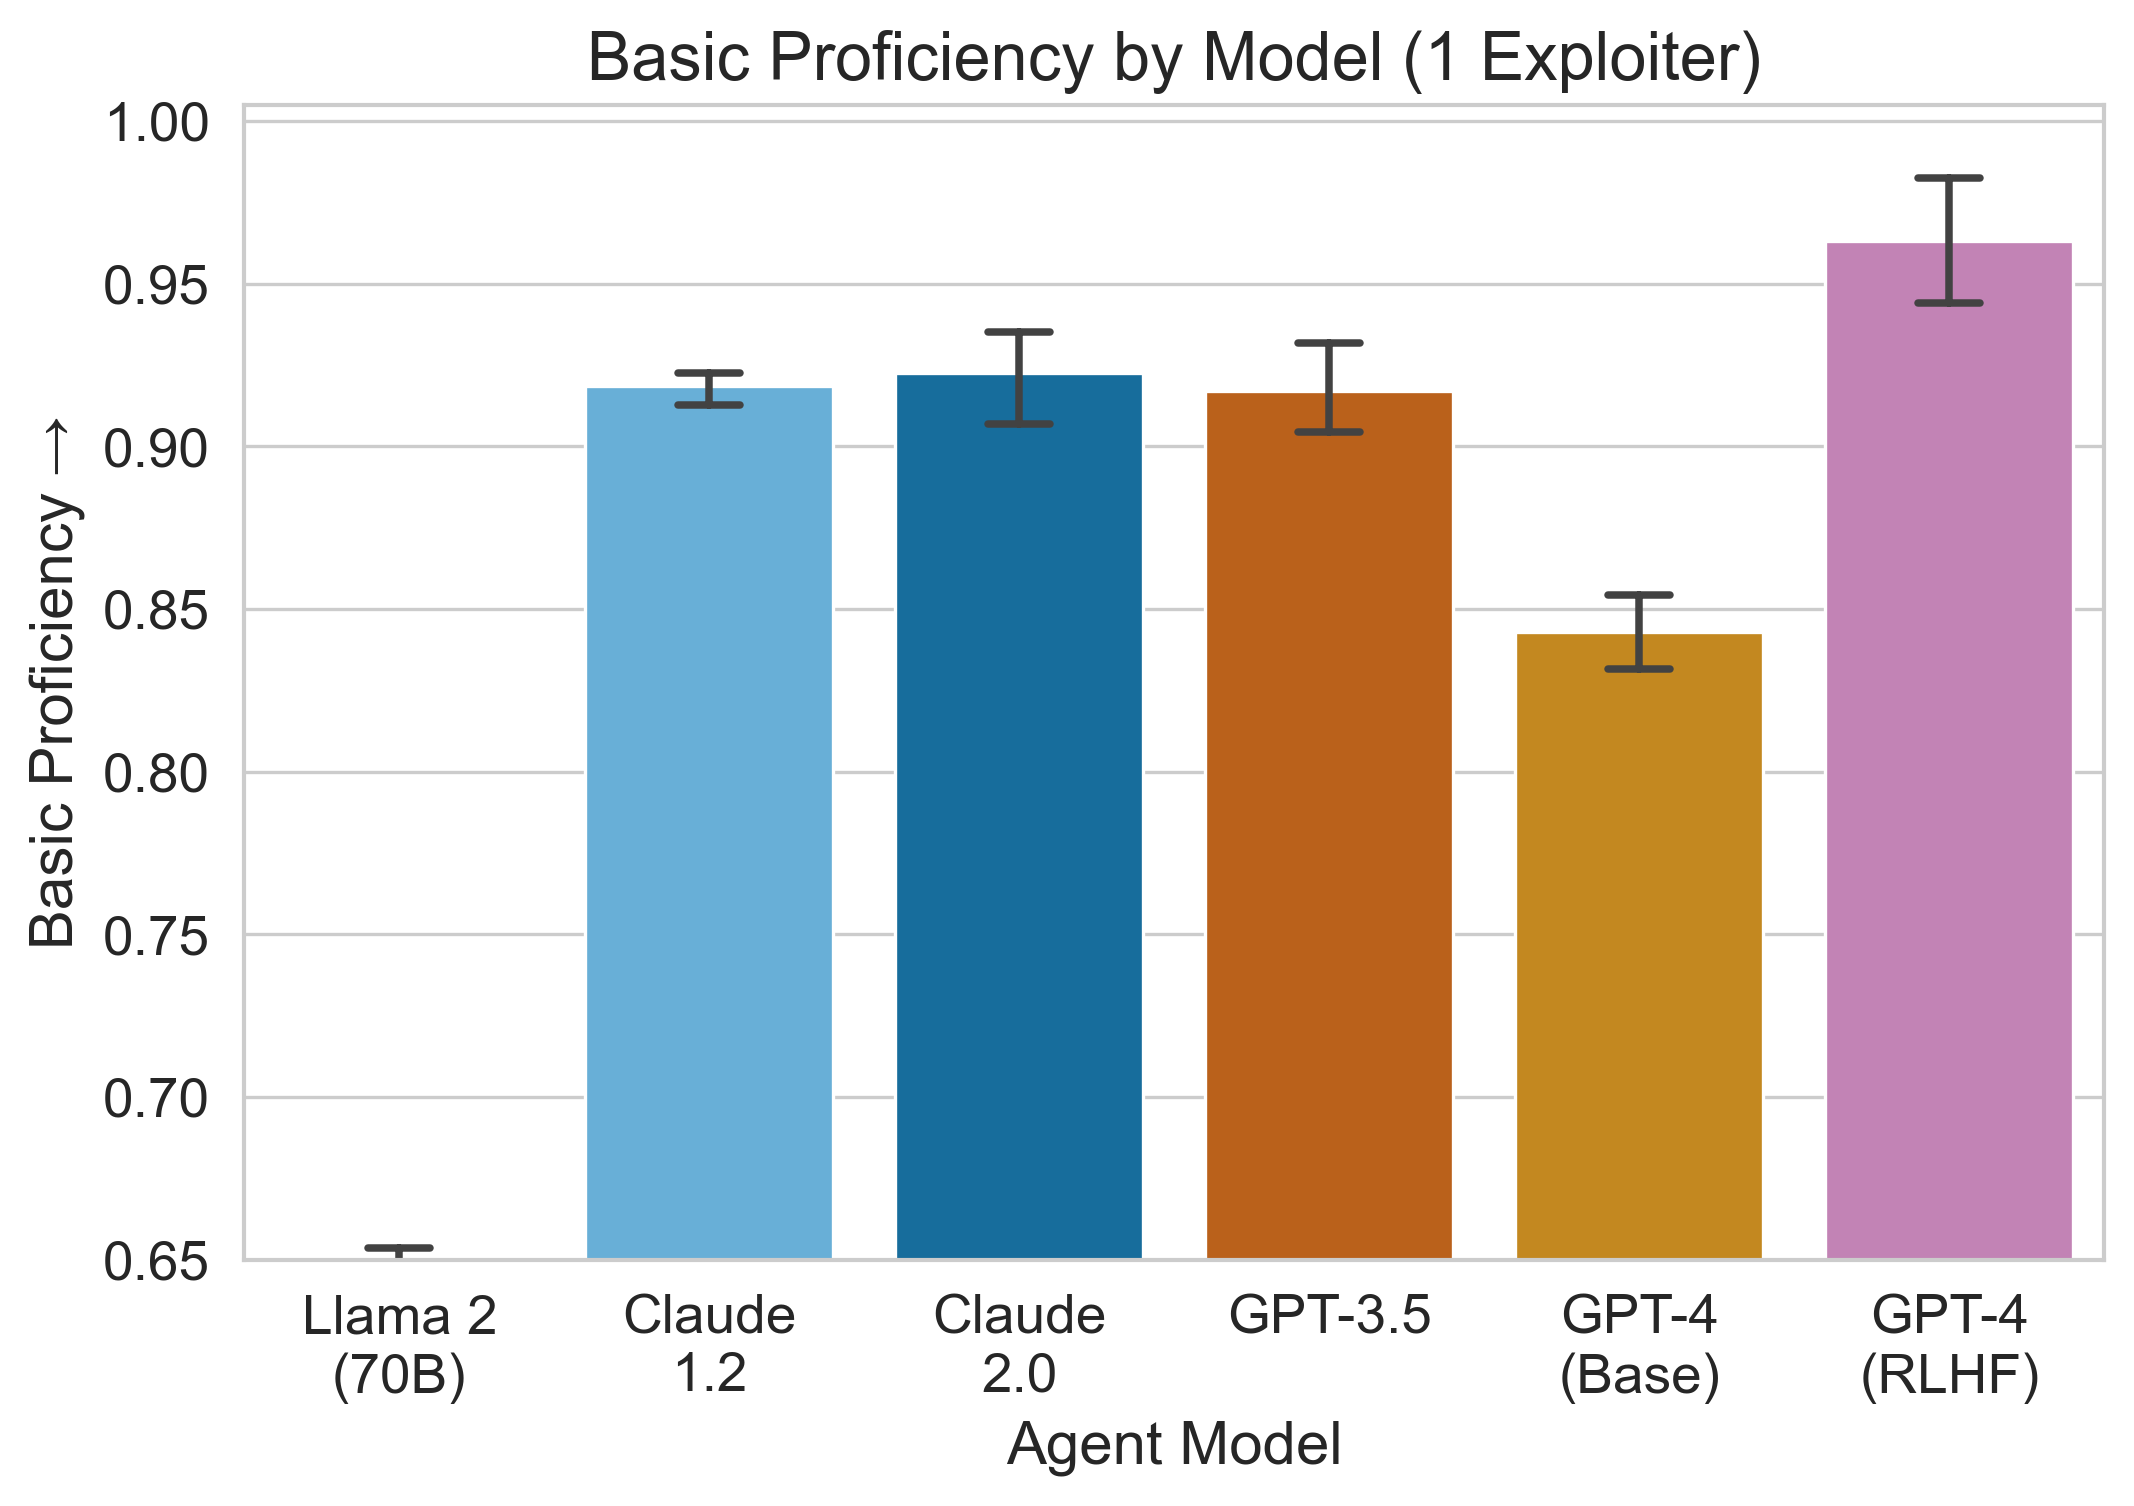 Basic Proficiency by Model (1 Exploiter)
Basic Proficiency →
1.00
0.95
0.90
0.85
0.80
0.75
0.70
0.65
Llama 2
(70B)
Claude
1.2
Claude
2.0
GPT-3.5
GPT-4
(Base)
GPT-4
(RLHF)
Agent Model